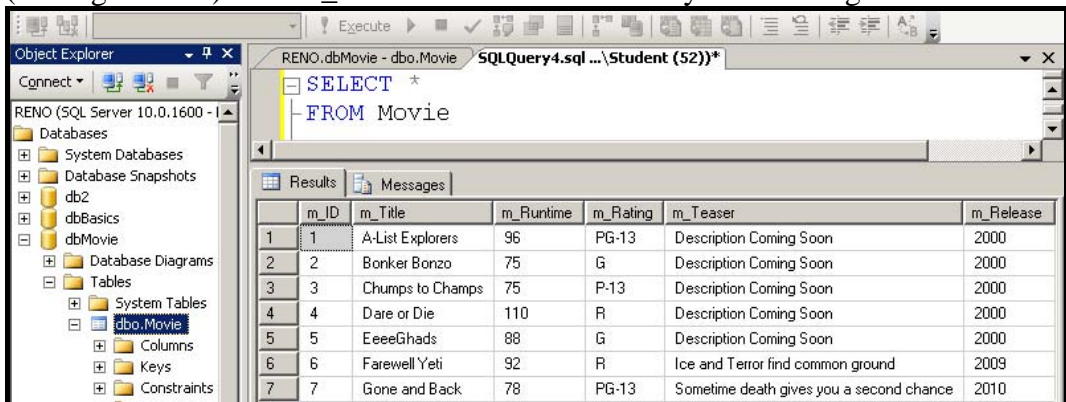 Execute
Object Explorer
Connect
RENO (SQL Server 10.0.1600 -
Databases
System Databases
Database Snapshots
db2
dbBasics
dbMovie
Database Diagrams
Tables
System Tables
dbo.Movie
Columns
Keys
Constraints
RENO.dbMovie - dbo.Movie SQLQuery4.sql ...\Student (52))*
SELECT *
FROM Movie
Results Messages
m_ID m_Title m_Runtime m_Rating m_Teaser m_Release
1 1 A-List Explorers 96 PG-13 Description Coming Soon 2000
2 2 Bonker Bonzo 75 G Description Coming Soon 2000
3 3 Chumps to Champs 75 P-13 Description Coming Soon 2000
4 4 Dare or Die 110 R Description Coming Soon 2000
5 5 EeeeGhads 88 G Description Coming Soon 2000
6 6 Farewell Yeti 92 R Ice and Terror find common ground 2009
7 7 Gone and Back 78 PG-13 Sometime death gives you a second chance 2010